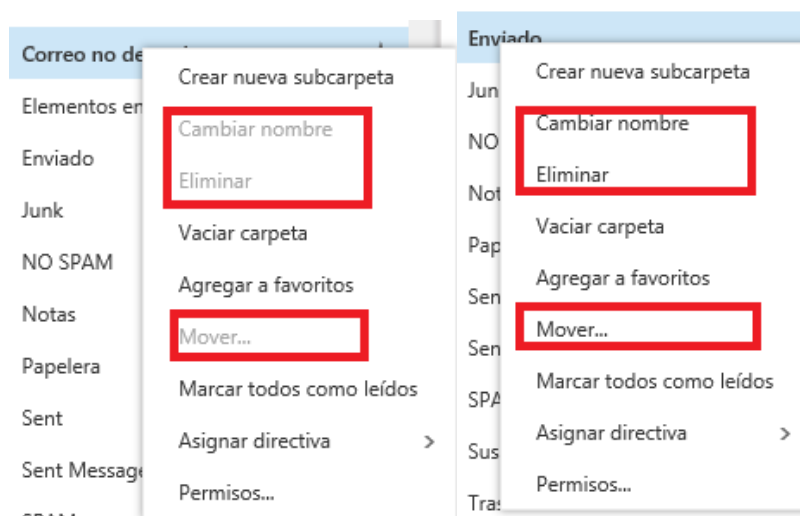 Correo no de
Elementos en
Enviado
Junk
NO SPAM
Notas
Papelera
Sent
Sent Message
Crear nueva subcarpeta
Cambiar nombre
Eliminar
Vaciar carpeta
Agregar a favoritos
Mover...
Marcar todos como leídos
Asignar directiva
Permisos...
Enviado
Jun
NO
Not
Pap
Sen
Sen
SPA
Sus
Tra
Crear nueva subcarpeta
Cambiar nombre
Eliminar
Vaciar carpeta
Agregar a favoritos
Mover...
Marcar todos como leídos
Asignar directiva
Permisos...